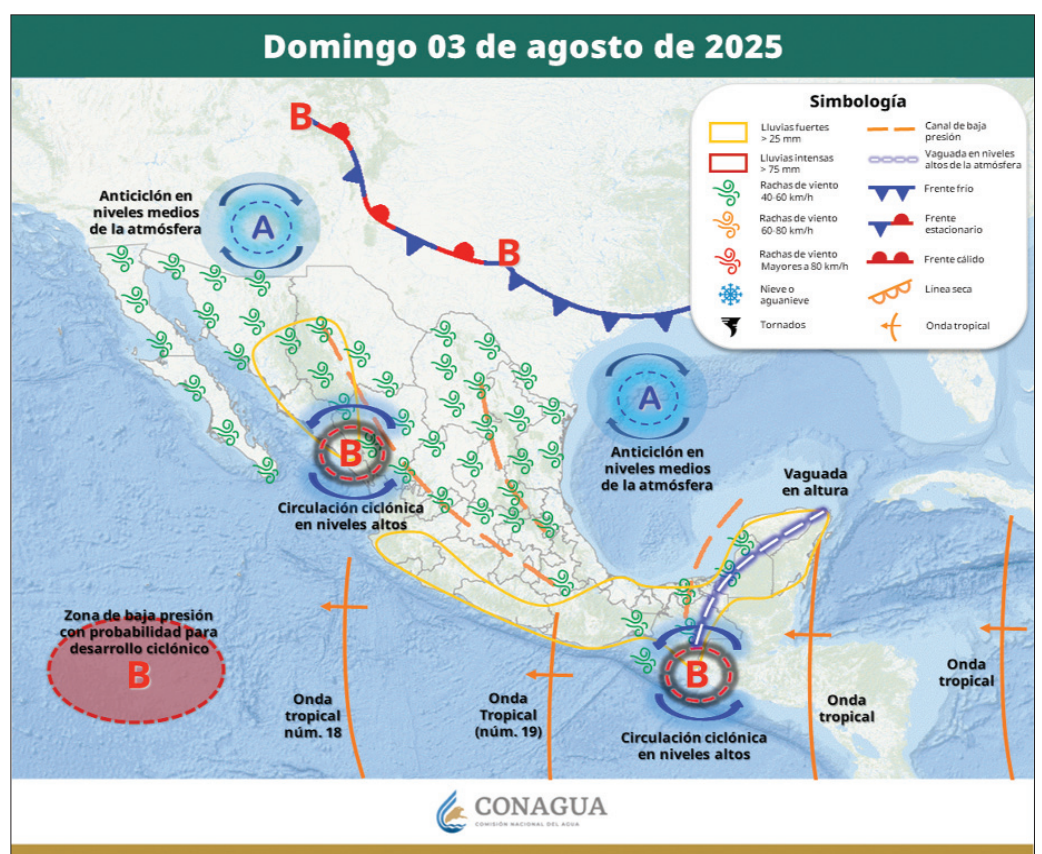 Domingo 03 de agosto de 2025
B
Simbología
Lluvias fuertes
> 25 mm
Lluvias intensas
> 75 mm
Rachas de viento
40-60 km/h
Rachas de viento
60-80 km/h
Rachas de viento
Mayores a 80 km/h
Nieve o
aguanieve
Tornados
Canal de baja
presión
Vaguada en niveles
altos de la atmósfera
Frente frío
Frente
estacionario
Frente cálido
Linea seca
Onda tropical
Anticiclón en
niveles medios
de la atmósfera
A
B
A
Anticiclón en
niveles medios
de la atmósfera
B
Circulación ciclónica
en niveles altos
Vaguada
en altura
Zona de baja presión
con probabilidad para
desarrollo ciclónico
B
Onda
tropical
núm. 18
Onda
Tropical
(núm. 19)
B
Circulación ciclónica
en niveles altos
Onda
tropical
Onda
tropical
CONAGUA
COMISIÓN NACIONAL DEL AGUA